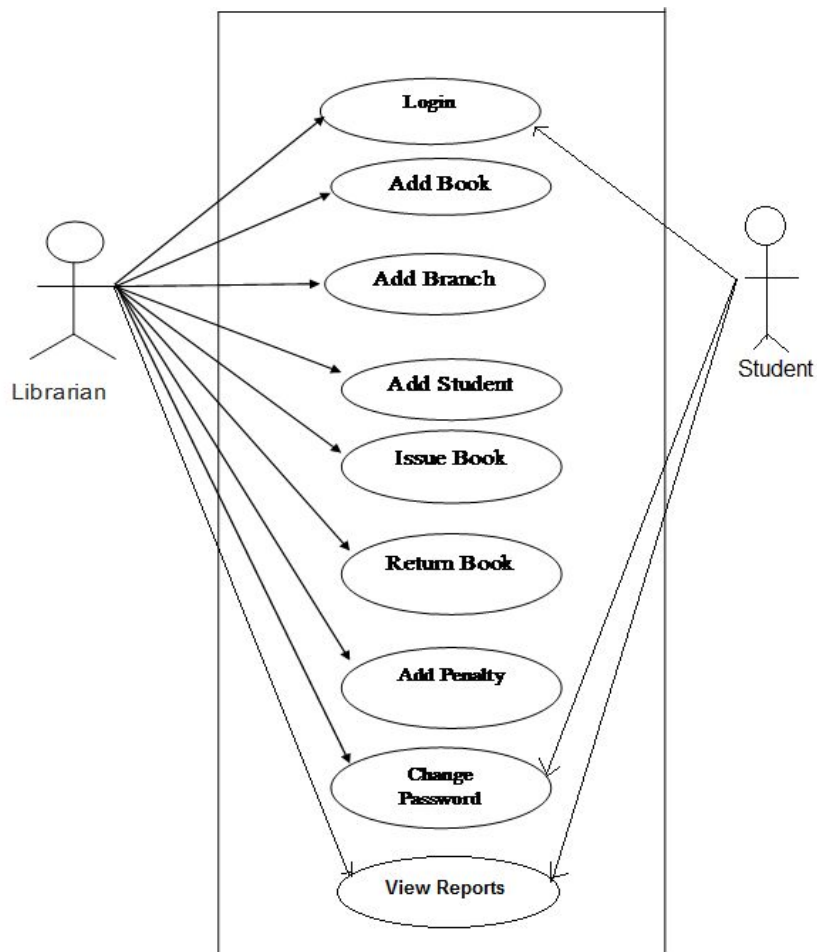 Login
Add Book
Add Branch
Add Student
Issue Book
Return Book
Add Penalty
Change
Password
View Reports
Librarian
Student